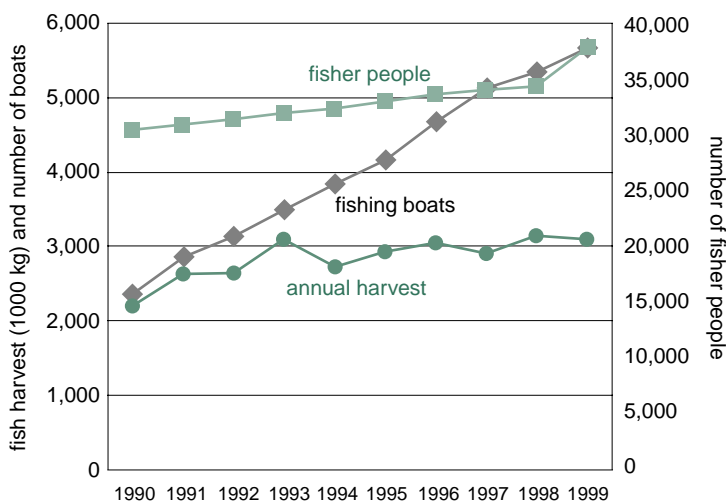 fish harvest (1000 kg) and number of boats
6,000
5,000
4,000
3,000
2,000
1,000
0
fisher people
fishing boats
annual harvest
40,000
35,000
30,000
25,000
20,000
15,000
10,000
5,000
0
number of fisher
people
1990 1991 1992 1993 1994 1995 1996 1997 1998 1999